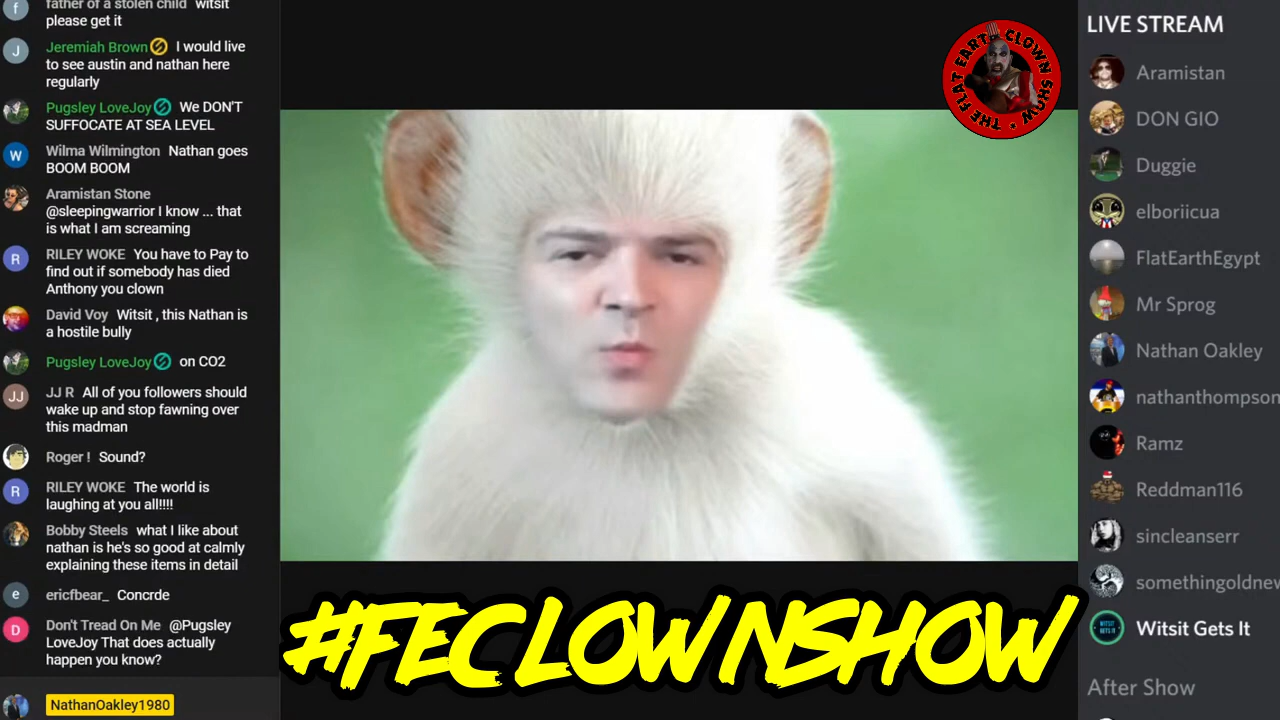 father of a stolen child witsit
please get it
J
Jeremiah Brown I would live
to see austin and nathan here
regularly
Pugsley LoveJoy We DON'T
SUFFOCATE AT SEA LEVEL
W
Wilma Wilmington Nathan goes
BOOM BOOM
Aramistan Stone
@sleepingwarrior I know ... that
is what I am screaming
R
RILEY WOKE You have to Pay to
find out if somebody has died
Anthony you clown
David Voy Witsit , this Nathan is
a hostile bully
Pugsley LoveJoy on CO2
JJ
JJ R All of you followers should
wake up and stop fawning over
this madman
Roger ! Sound?
R
RILEY WOKE The world is
laughing at you all!!!!
Bobby Steels what I like about
nathan is he's so good at calmly
explaining these items in detail
e
ericfbear_ Concrde
D
Don't Tread On Me @Pugsley
LoveJoy That does actually
happen you know?
NathanOakley1980
THE FLAT EARTH CLOWN SHOW
#FECLOWNSHOW
LIVE STREAM
Aramistan
DON GIO
Duggie
elboriicua
FlatEarthEgypt
Mr Sprog
Nathan Oakley
nathanthompson
Ramz
Reddman116
sincleanserr
somethingoldnew
WITSIT
GETS IT
Witsit Gets It
After Show